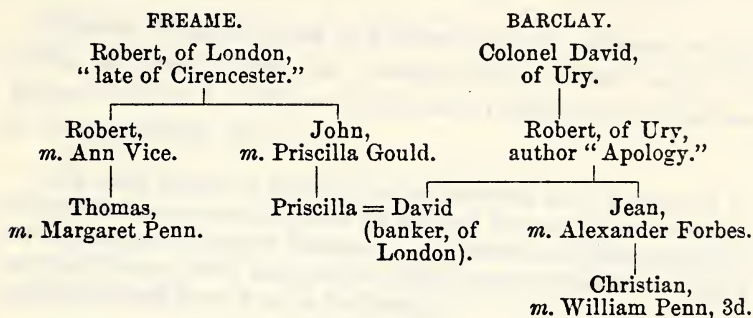 FREAME.
BARCLAY.
Robert, of London,
"late of Cirencester."
Colonel David,
of Ury.
Robert,
m. Ann Vice.
John,
m. Priscilla Gould.
Robert, of Ury,
author "Apology."
Thomas,
m. Margaret Penn.
Priscilla = David
(banker, of
London).
Jean,
m. Alexander Forbes.
Christian,
m. William Penn, 3d.